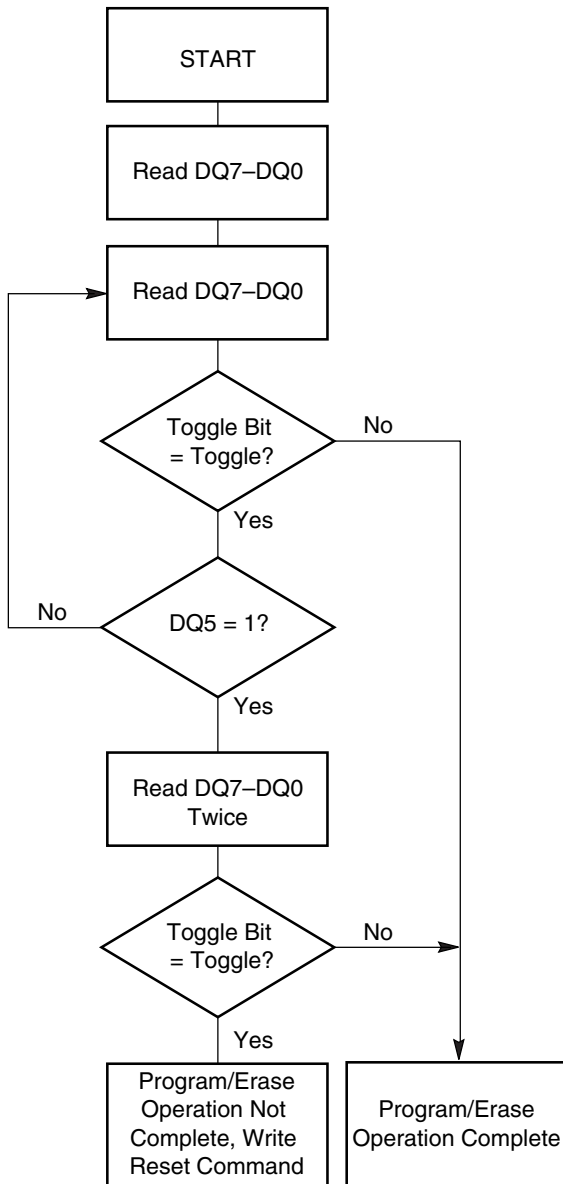 START
Read DQ7–DQ0
Read DQ7–DQ0
Toggle Bit
= Toggle?
No
Yes
No
DQ5 = 1?
Yes
Read DQ7–DQ0
Twice
Toggle Bit
= Toggle?
No
Yes
Program/Erase
Operation Not
Complete, Write
Reset Command
Program/Erase
Operation Complete